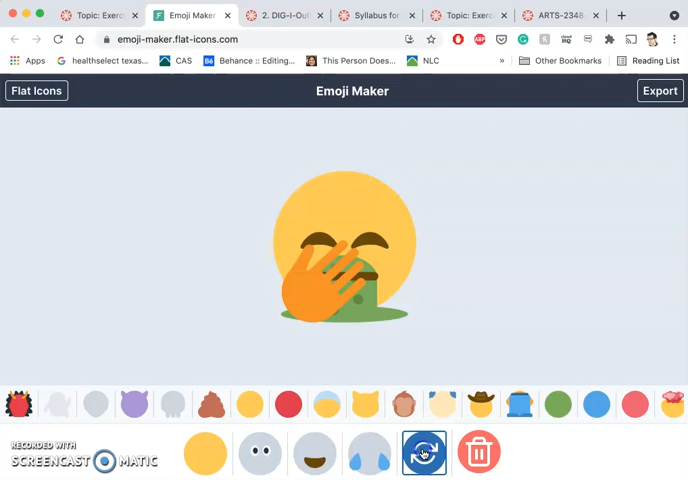 Topic: Exerc
Emoji Maker
2. DIG-I-Out
Syllabus for
Topic: Exerc
ARTS-2348-
emoji-maker.flat-icons.com
ABP
Apps
healthselect texas...
CAS
Behance :: Editing...
This Person Does...
NLC
»
Other Bookmarks
Reading List
Flat Icons
Emoji Maker
Export
RECORDED WITH
SCREENCAST MATIC